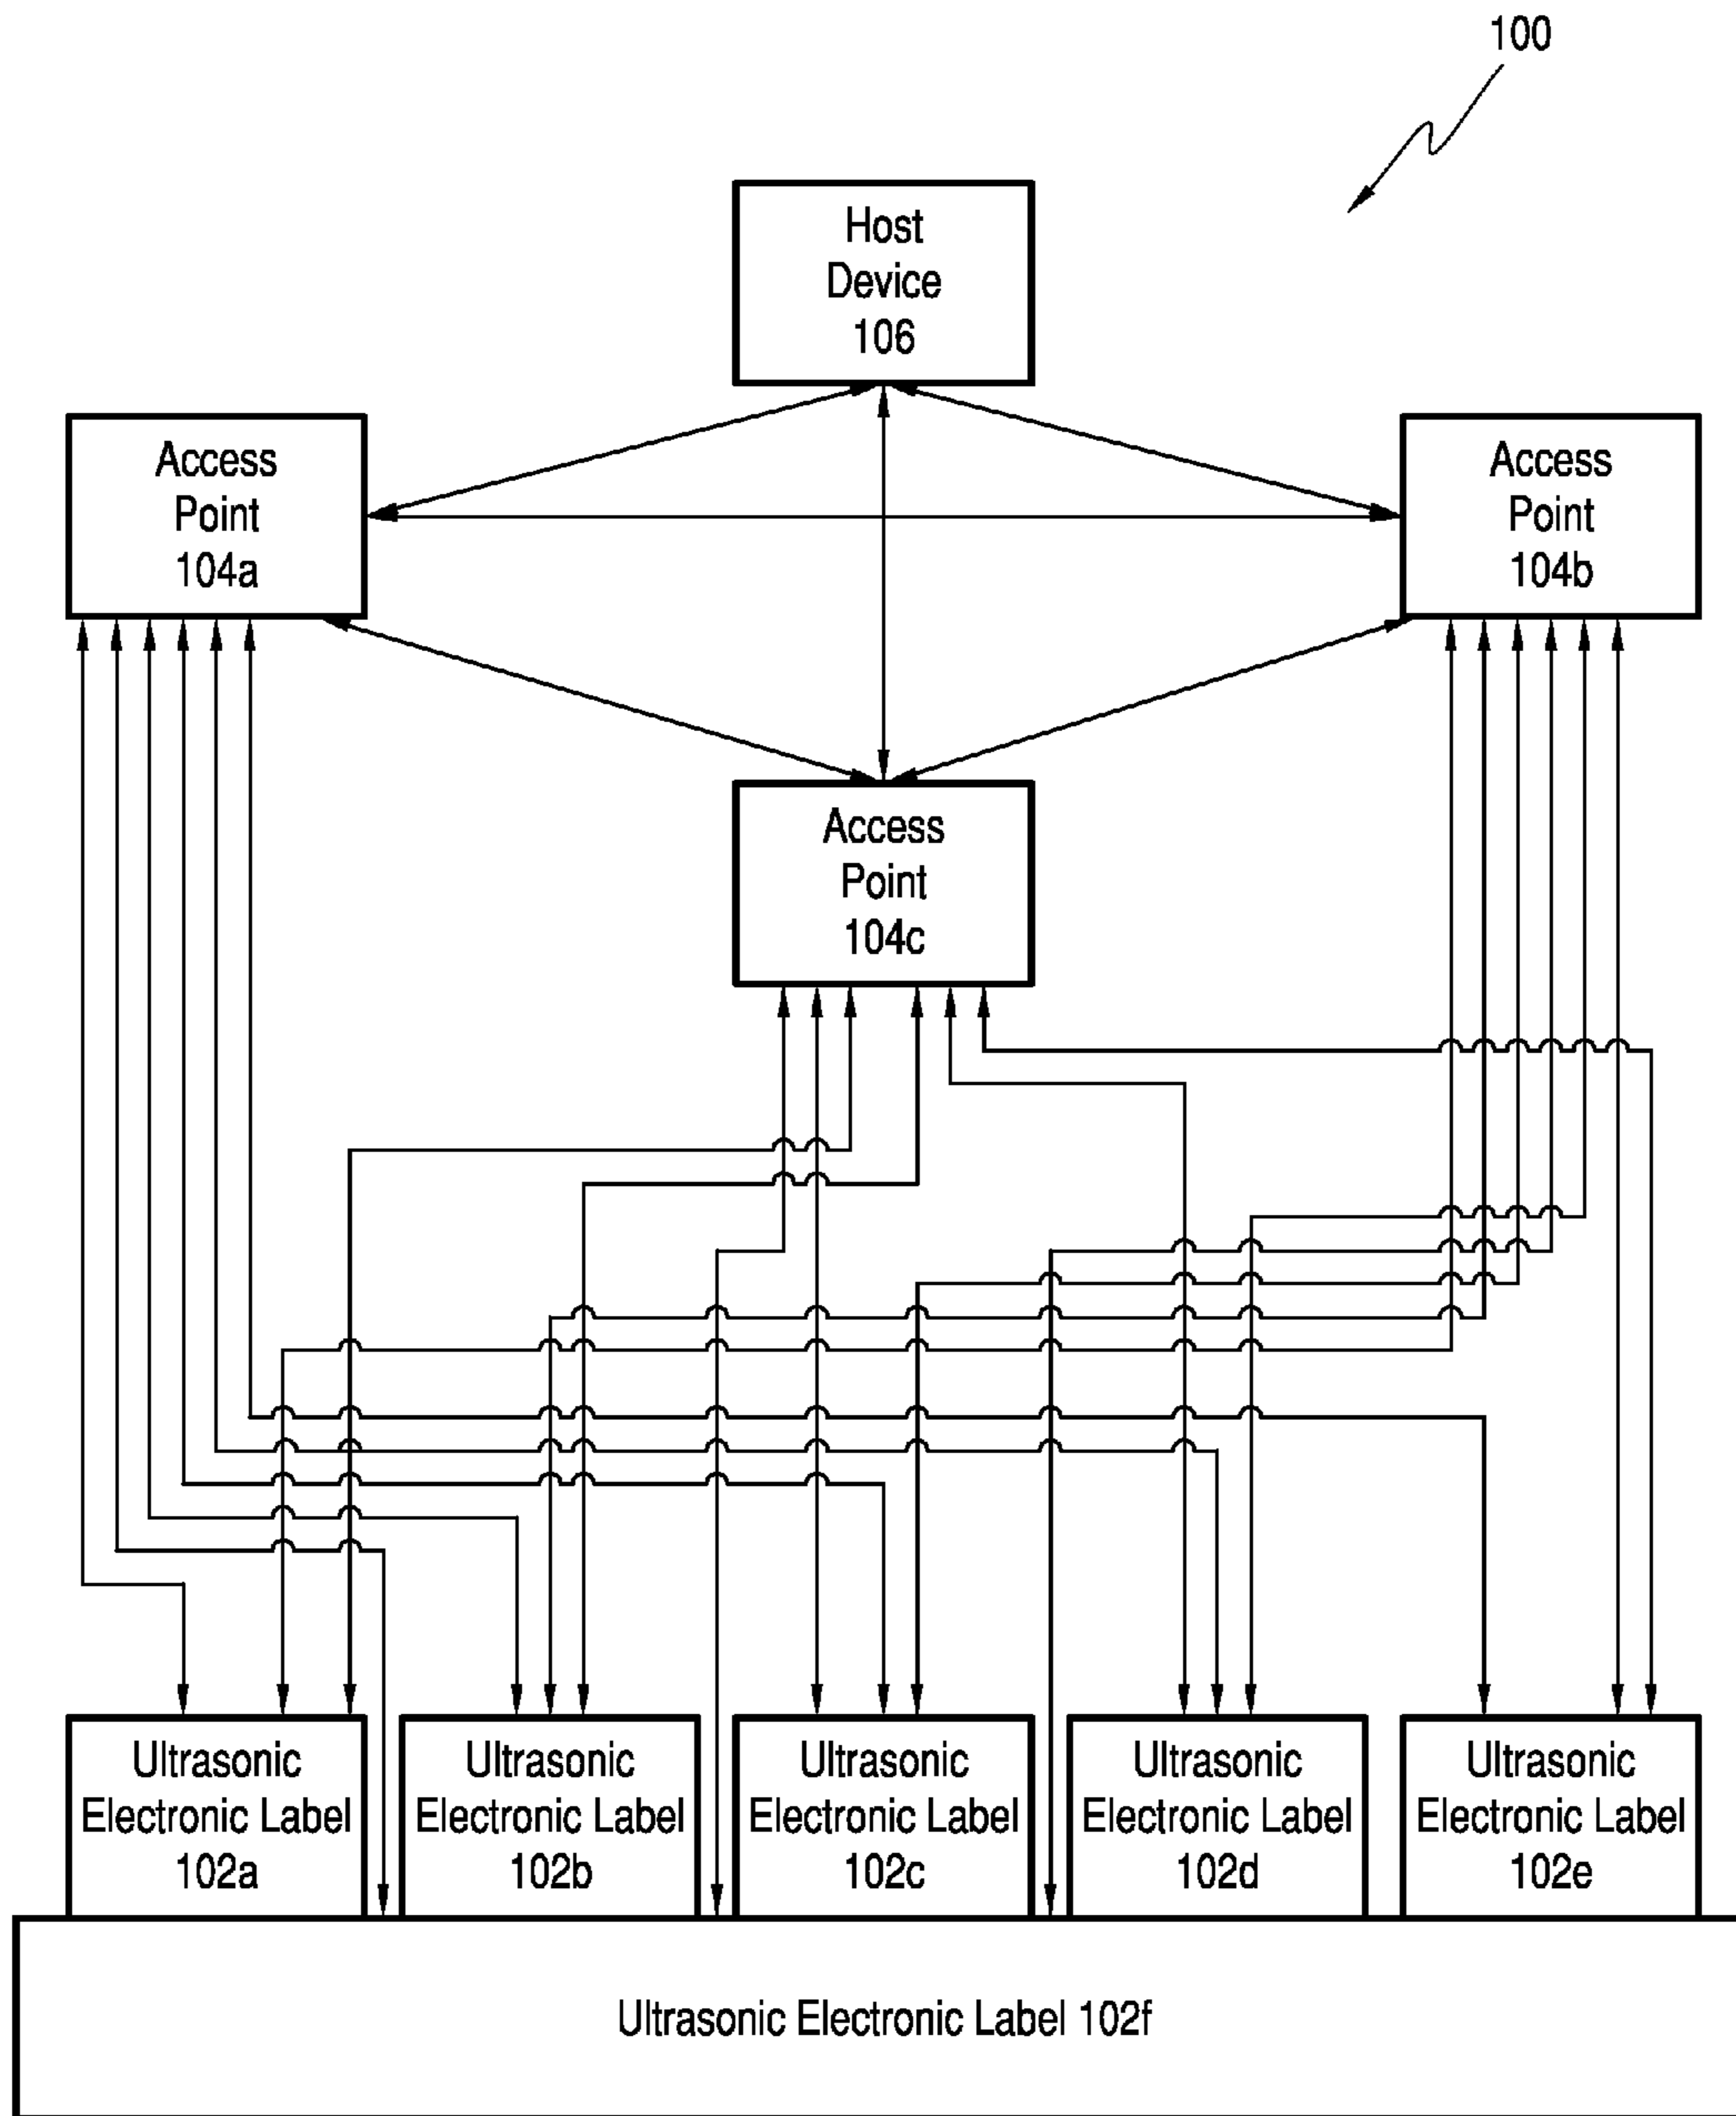 100
Host
Device
106
Access
Point
104a
Access
Point
104b
Access
Point
104c
Ultrasonic
Electronic Label
102a
Ultrasonic
Electronic Label
102b
Ultrasonic
Electronic Label
102c
Ultrasonic
Electronic Label
102d
Ultrasonic
Electronic Label
102e
Ultrasonic Electronic Label 102f